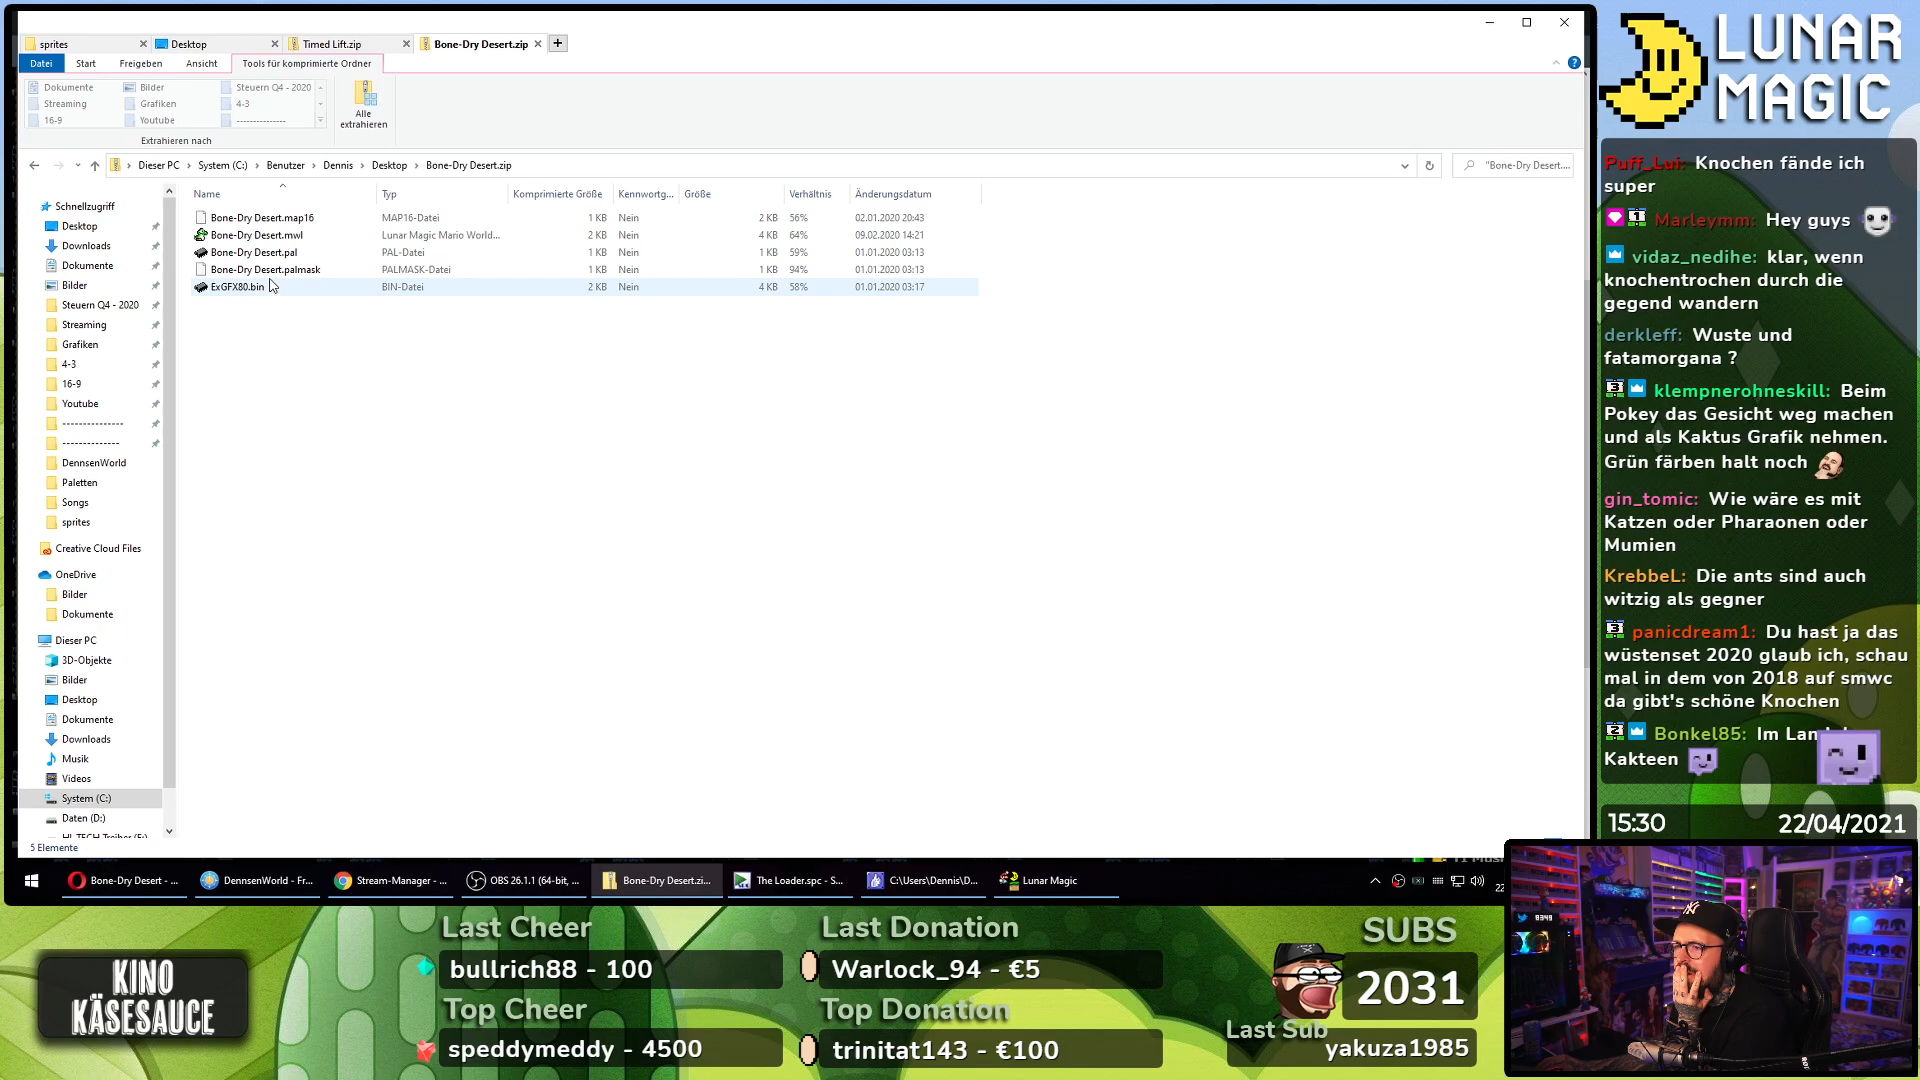 sprites
Desktop
Timed Lift.zip
Bone-Dry Desert.zip
Datei
Start
Freigeben
Ansicht
Tools für komprimierte Ordner
Dokumente
Bilder
Steuern Q4 - 2020
Streaming
Grafiken
4-3
16-9
Youtube
---------------
Alle
extrahieren
Extrahieren nach
Dieser PC
System (C:)
Benutzer
Dennis
Desktop
Bone-Dry Desert.zip
"Bone-Dry Desert....
Name
Typ
Komprimierte Größe
Kennwortg...
Größe
Verhältnis
Änderungsdatum
Bone-Dry Desert.map16 MAP16-Datei 1 KB Nein 2 KB 56% 02.01.2020 20:43
Bone-Dry Desert.mwl Lunar Magic Mario World... 2 KB Nein 4 KB 64% 09.02.2020 14:21
Bone-Dry Desert.pal PAL-Datei 1 KB Nein 1 KB 59% 01.01.2020 03:13
Bone-Dry Desert.palmask PALMASK-Datei 1 KB Nein 1 KB 94% 01.01.2020 03:13
ExGFX80.bin BIN-Datei 2 KB Nein 4 KB 58% 01.01.2020 03:17
Schnellzugriff
Desktop
Downloads
Dokumente
Bilder
Steuern Q4 - 2020
Streaming
Grafiken
4-3
16-9
Youtube
---------------
--------------
DennsenWorld
Paletten
Songs
sprites
Creative Cloud Files
OneDrive
Bilder
Dokumente
Dieser PC
3D-Objekte
Bilder
Desktop
Dokumente
Downloads
Musik
Videos
System (C:)
Daten (D:)
5 Elemente
Bone-Dry Desert - ...
DennsenWorld - Fr...
Stream-Manager - ...
OBS 26.1.1 (64-bit, ...
Bone-Dry Desert.zi...
The Loader.spc - S...
C:\Users\Dennis\D...
Lunar Magic
LUNAR
MAGIC
Puff_Lui: Knochen fände ich
super
Marleymm: Hey guys
vidaz_nedihe: klar, wenn
knochentrochen durch die
gegend wandern
derkleff: Wuste und
fatamorgana ?
klempnerohneskill: Beim
Pokey das Gesicht weg machen
und als Kaktus Grafik nehmen.
Grün färben halt noch
gin_tomic: Wie wäre es mit
Katzen oder Pharaonen oder
Mumien
KrebbeL: Die ants sind auch
witzig als gegner
panicdream1: Du hast ja das
wüstenset 2020 glaub ich, schau
mal in dem von 2018 auf smwc
da gibt's schöne Knochen
Bonkel85: Im Lan
Kakteen
15:30
22/04/2021
KINO
KÄSESAUCE
Last Cheer
bullrich88 - 100
Top Cheer
speddymeddy - 4500
Last Donation
Warlock_94 - €5
Top Donation
trinitat143 - €100
SUBS
2031
Last Sub
yakuza1985
8349